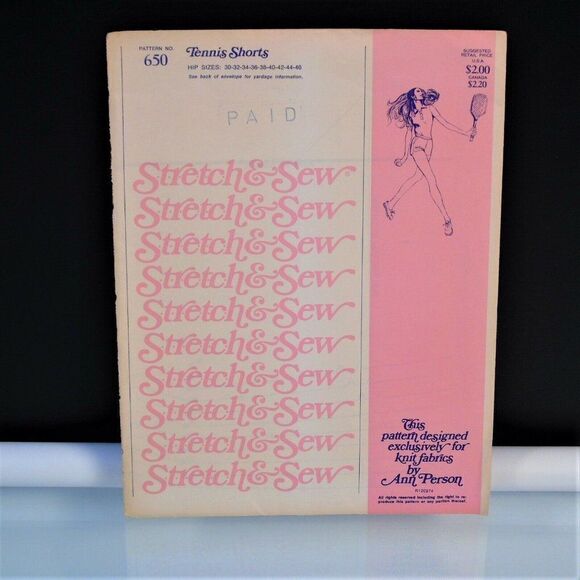 PATTERN NO.
650
Tennis Shorts
HIP SIZES: 30-32-34-36-38-40-42-44-46
See back of envelope for yardage information.
SUGGESTED
RETAIL PRICE
U.S.A.
$2.00
CANADA
$2.20
PAID
Stretch & Sew®
Stretch & Sew
Stretch & Sew
Stretch & Sew
Stretch & Sew
Stretch & Sew
Stretch & Sew
Stretch & Sew
Stretch & Sew
Stretch & Sew
This
pattern designed
exclusively for
knit fabrics
by
Ann Person
All rights reserved including the right to re-
produce this pattern or any portion thereof.